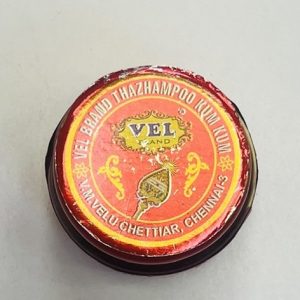 VEL BRAND THAZHAMPOO KUM KUM
VEL
BRAND
V.M.VELU CHETTIAR, CHENNAI-3